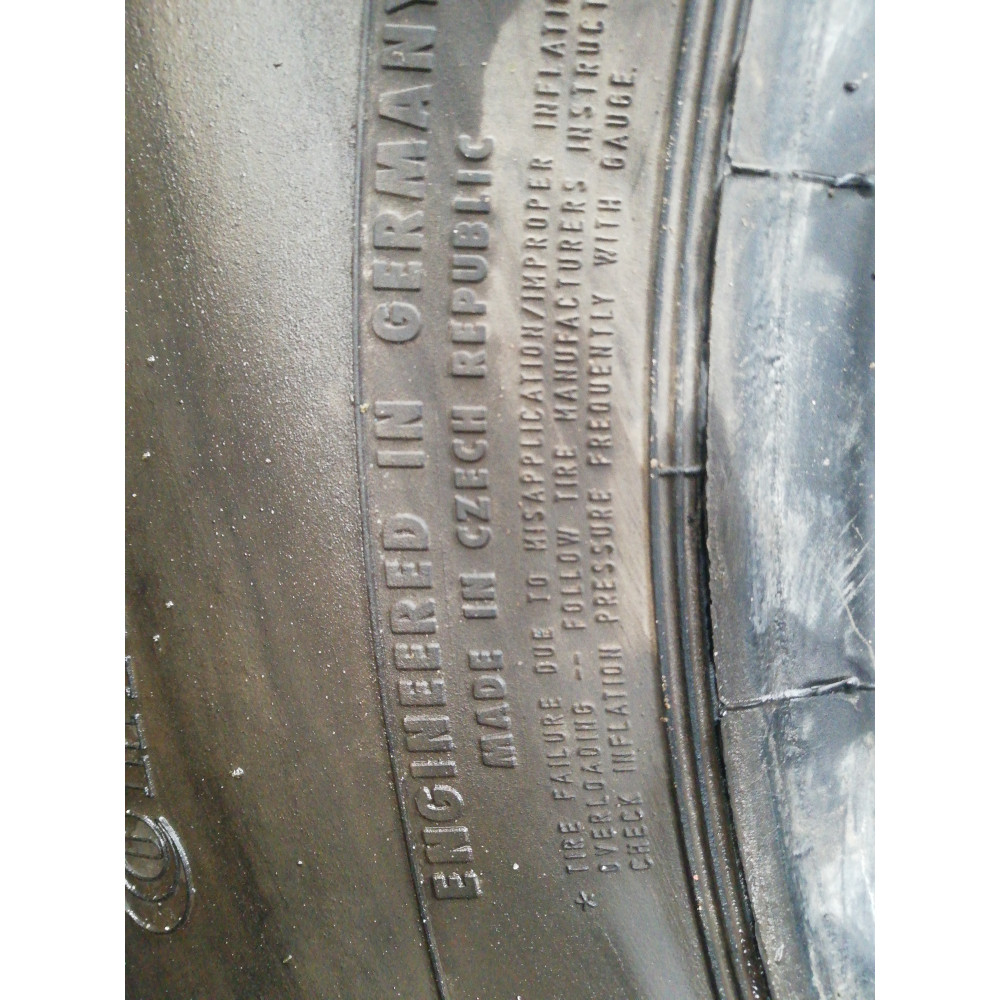 ENGINEERED IN GERMANY
MADE IN CZECH REPUBLIC
* TIRE FAILURE DUE TO MISAPPLICATION/IMPROPER INFLATI
OVERLOADING -- FOLLOW TIRE MANUFACTURERS INSTRUCT
CHECK INFLATION PRESSURE FREQUENTLY WITH GAUGE.